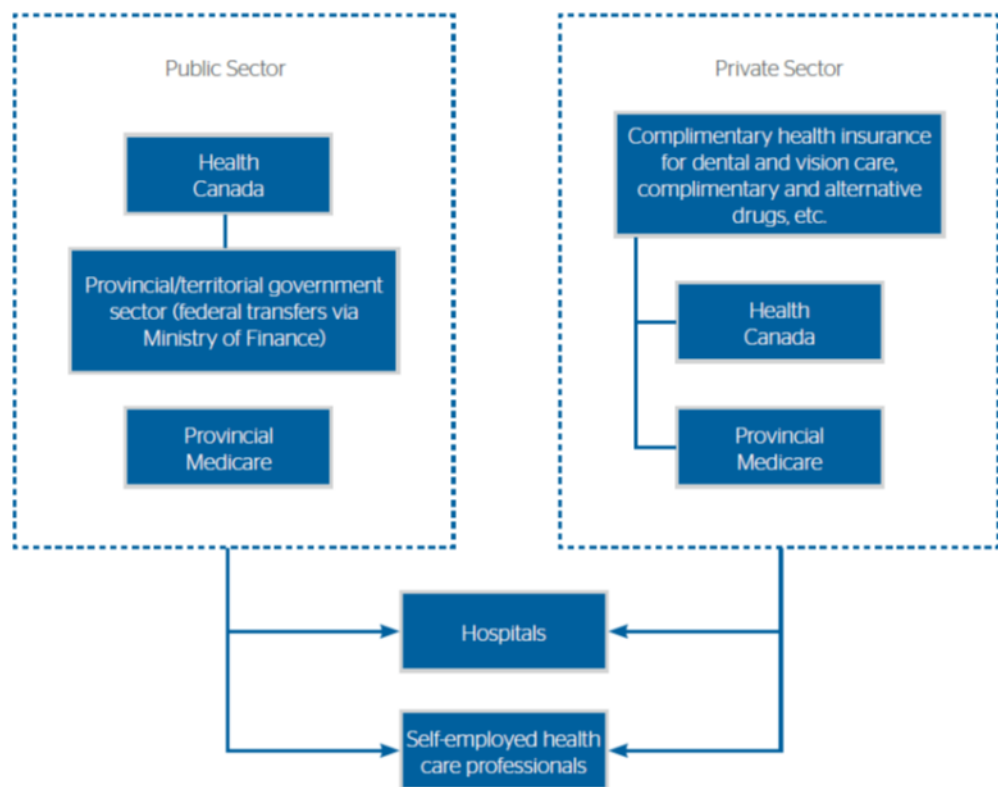 Public Sector
Health
Canada
Provincial/territorial government
sector (federal transfers via
Ministry of Finance)
Provincial
Medicare
Private Sector
Complimentary health insurance
for dental and vision care,
complimentary and alternative
drugs, etc.
Health
Canada
Provincial
Medicare
Hospitals
Self-employed health
care professionals